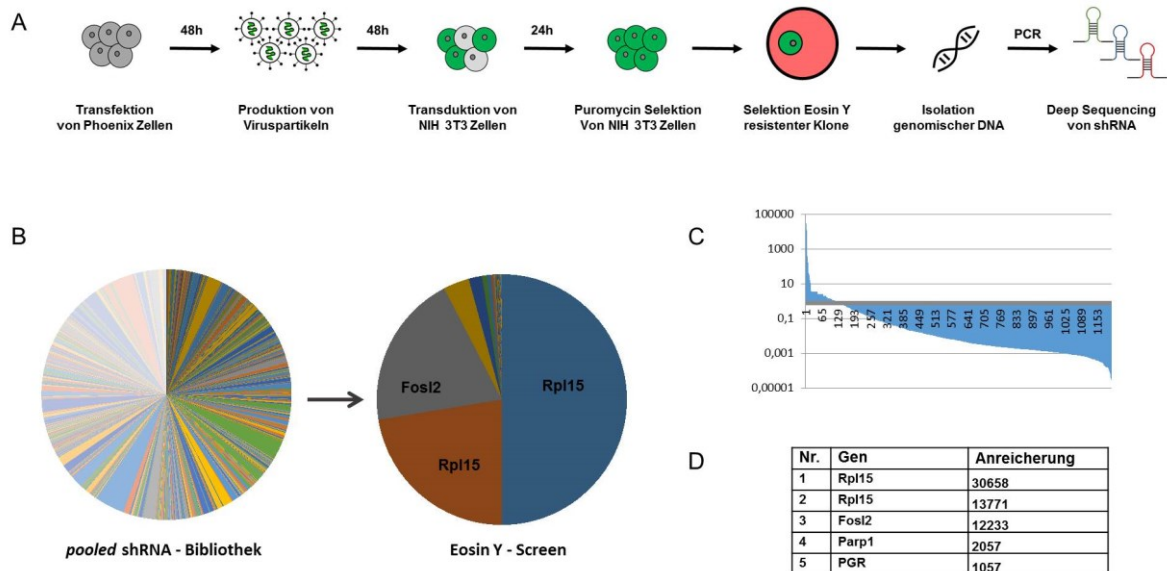 A
48h
48h
24h
PCR
Transfektion
von Phoenix Zellen
Produktion von
Viruspartikeln
Transduktion von
NIH 3T3 Zellen
Puromycin Selektion
Von NIH 3T3 Zellen
Selektion Eosin Y
resistenter Klone
Isolation
genomischer DNA
Deep Sequencing
von shRNA
B
Fosl2
Rpl15
Rpl15
pooled shRNA - Bibliothek
Eosin Y - Screen
C
100000
1000
10
0,1
0,001
0,00001
1 65 129 193 257 321 385 449 513 577 641 705 769 833 897 961 1025 1089 1153
D
Nr. Gen Anreicherung
1 Rpl15 30658
2 Rpl15 13771
3 Fosl2 12233
4 Parp1 2057
5 PGR 1057